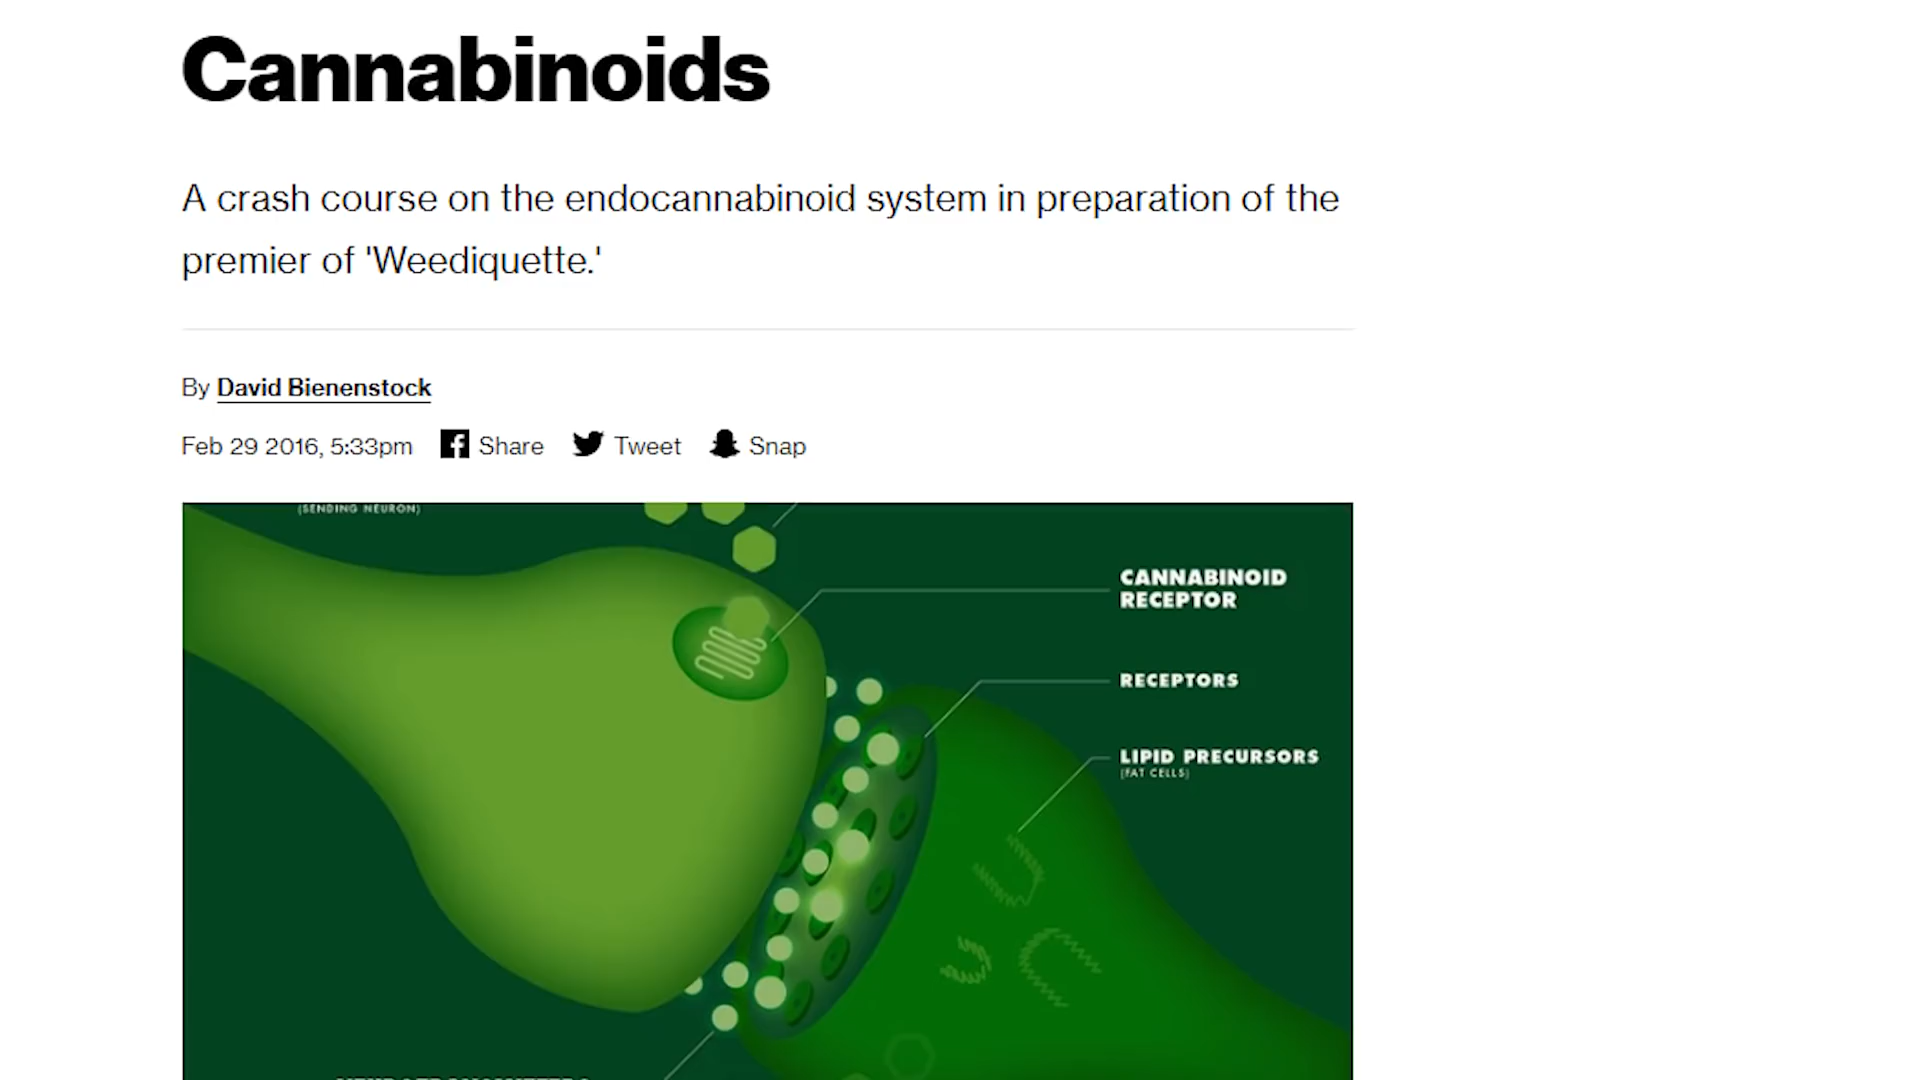 Cannabinoids
A crash course on the endocannabinoid system in preparation of the
premier of 'Weediquette.'
By David Bienenstock
Feb 29 2016, 5:33pm Share Tweet Snap
(SENDING NEURON)
CANNABINOID
RECEPTOR
RECEPTORS
LIPID PRECURSORS
(FAT CELLS)